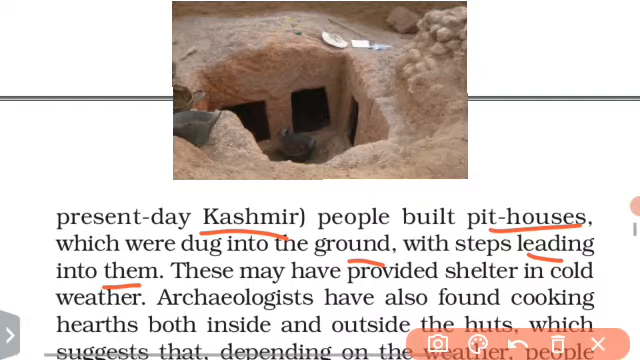 present-day Kashmir) people built pit-houses,
which were dug into the ground, with steps leading
into them. These may have provided shelter in cold
weather. Archaeologists have also found cooking
hearths both inside and outside the huts, which
suggests that, depending on the weather, people